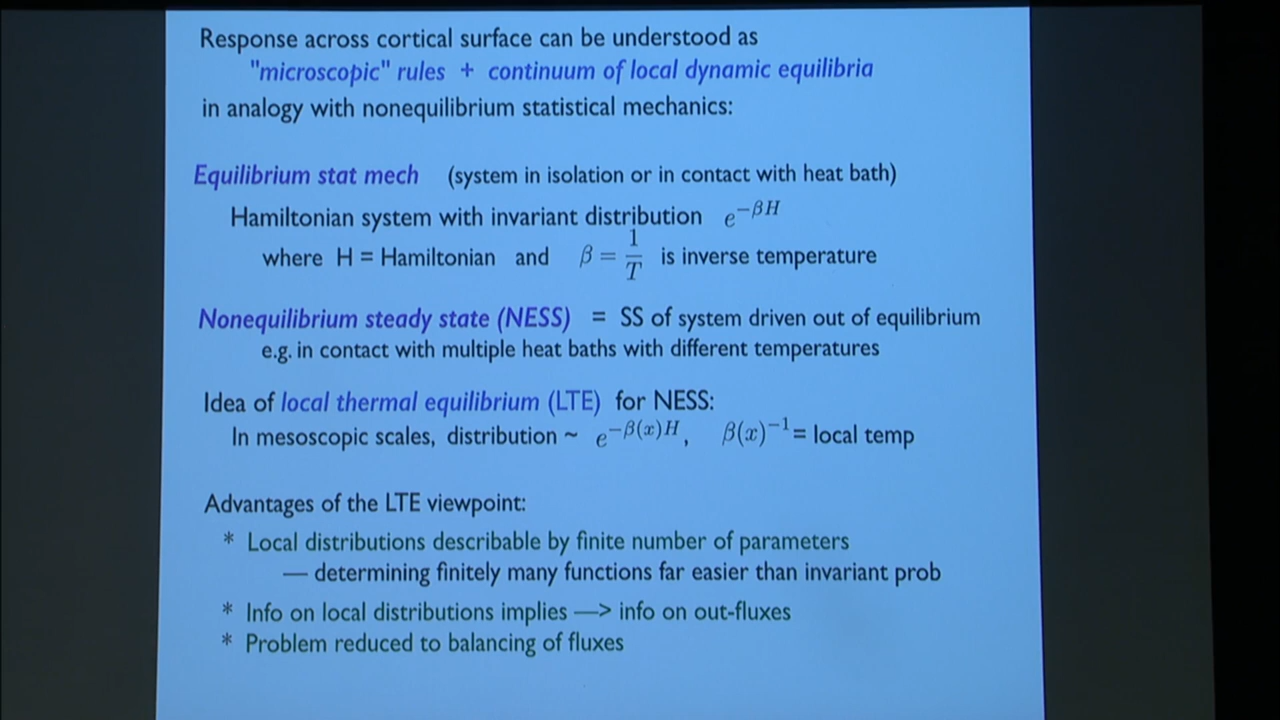 Response across cortical surface can be understood as
"microscopic" rules + continuum of local dynamic equilibria
in analogy with nonequilibrium statistical mechanics:
Equilibrium stat mech (system in isolation or in contact with heat bath)
Hamiltonian system with invariant distribution e^{-βH}
where H = Hamiltonian and β = 1/T is inverse temperature
Nonequilibrium steady state (NESS) = SS of system driven out of equilibrium
e.g. in contact with multiple heat baths with different temperatures
Idea of local thermal equilibrium (LTE) for NESS:
In mesoscopic scales, distribution ~ e^{-β(x)H}, β(x)^{-1} = local temp
Advantages of the LTE viewpoint:
* Local distributions describable by finite number of parameters
— determining finitely many functions far easier than invariant prob
* Info on local distributions implies —> info on out-fluxes
* Problem reduced to balancing of fluxes